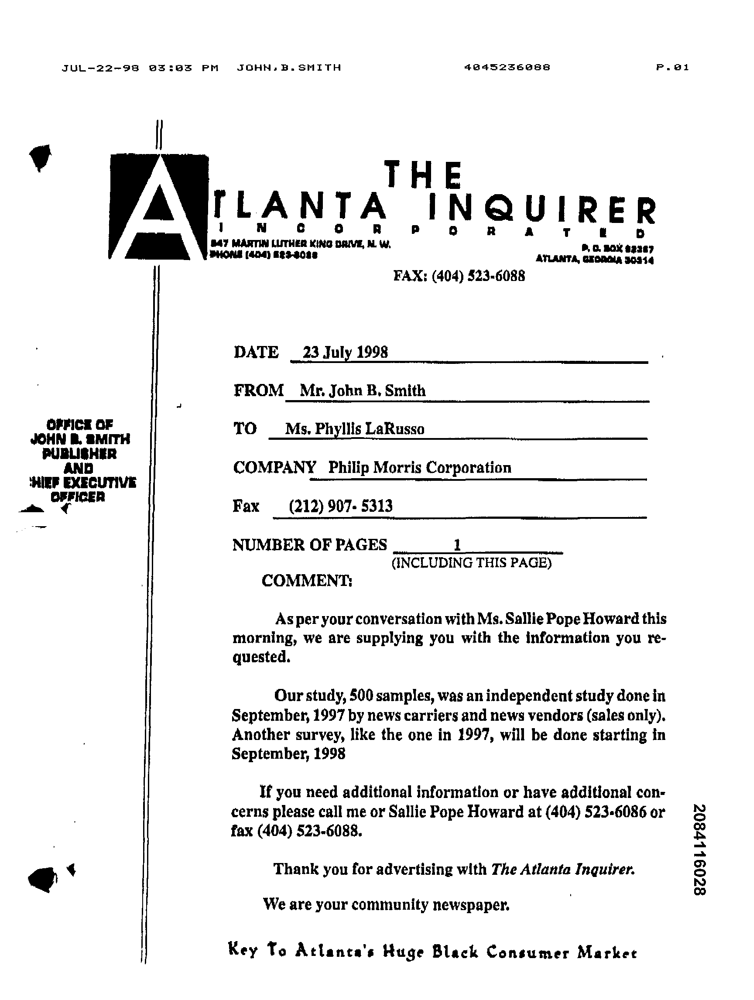 JUL-22-98 03:03 PM JOHN.B.SMITH 4045236088 P.01
THE
ATLANTA INQUIRER
INCORPORATED
947 MARTIN LUTHER KING DRIVE, N. W.
PHONE (404) 523-6086
P. O. BOX 92367
ATLANTA, GEORGIA 30314
FAX: (404) 523-6088
DATE 23 July 1998
FROM Mr. John B. Smith
OFFICE OF
JOHN B. SMITH
PUBLISHER
AND
CHIEF EXECUTIVE
OFFICER
TO Ms. Phyllis LaRusso
COMPANY Philip Morris Corporation
Fax (212) 907- 5313
NUMBER OF PAGES 1
(INCLUDING THIS PAGE)
COMMENT:
As per your conversation with Ms. Sallie Pope Howard this
morning, we are supplying you with the information you re-
quested.
Our study, 500 samples, was an independent study done in
September, 1997 by news carriers and news vendors (sales only).
Another survey, like the one in 1997, will be done starting in
September, 1998
If you need additional information or have additional con-
cerns please call me or Sallie Pope Howard at (404) 523-6086 or
fax (404) 523-6088.
Thank you for advertising with The Atlanta Inquirer.
We are your community newspaper.
Key To Atlanta's Huge Black Consumer Market
2084116028